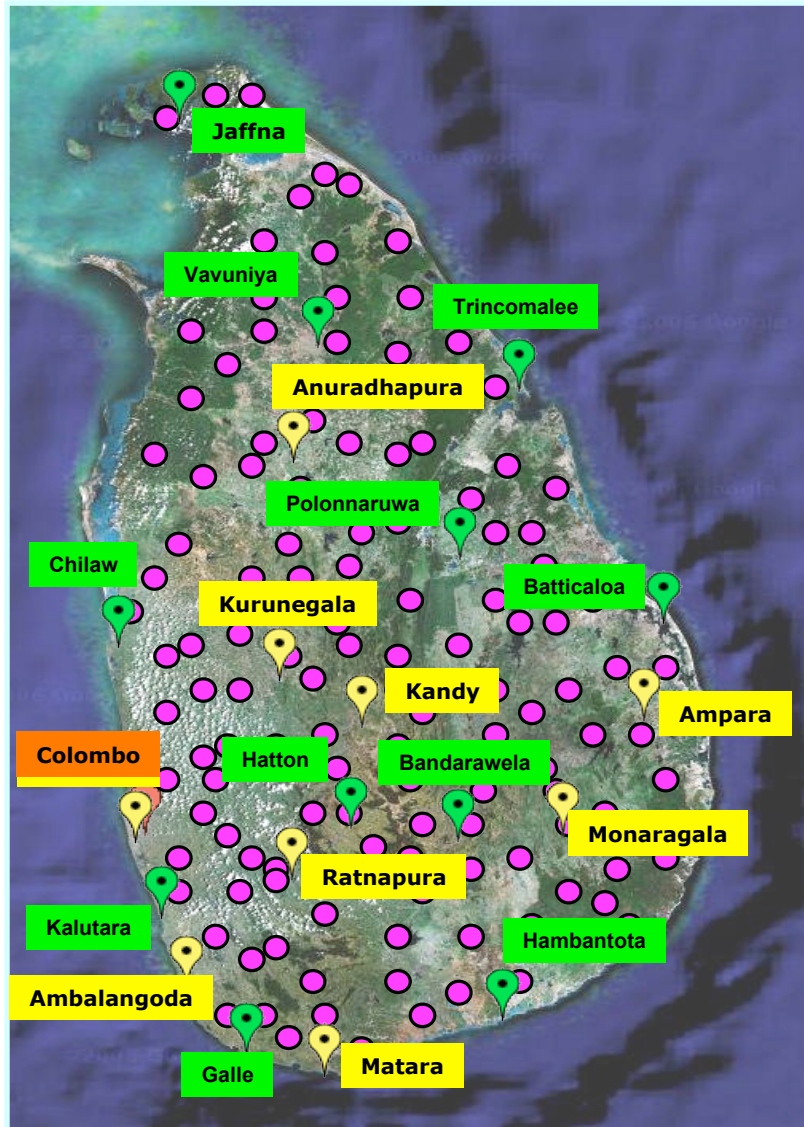 Jaffna
Vavuniya
Trincomalee
Anuradhapura
Polonnaruwa
Chilaw
Batticaloa
Kurunegala
Kandy
Ampara
Colombo
Hatton
Bandarawela
Monaragala
Ratnapura
Kalutara
Hambantota
Ambalangoda
Galle
Matara